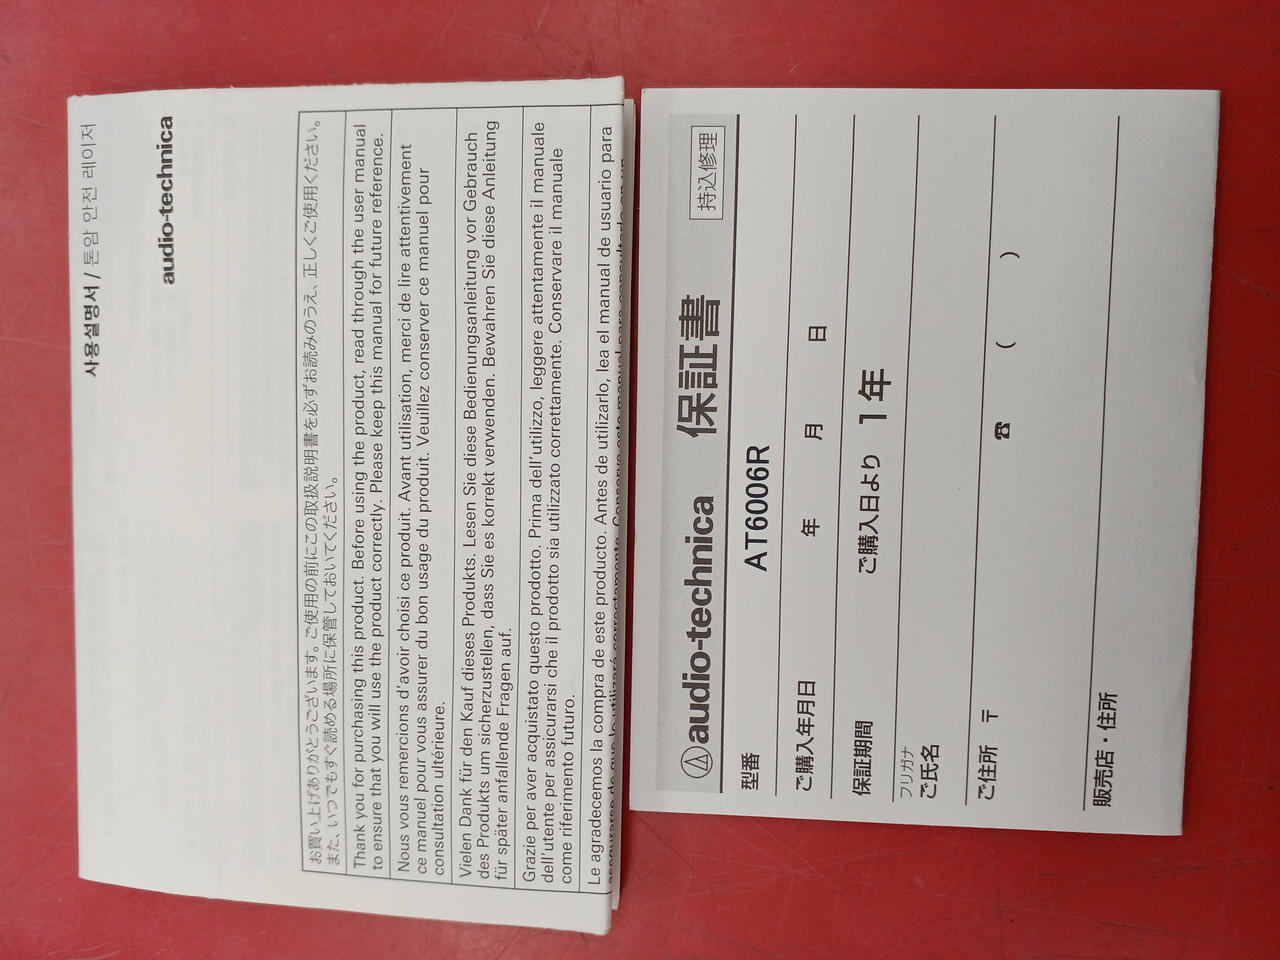 사용설명서 / 톤암 안전 레이저
audio-technica
お買い上げありがとうございます。ご使用の前にこの取扱説明書を必ずお読みのうえ、正しくご使用ください。
また、いつでもすぐ読める場所に保管しておいてください。
Thank you for purchasing this product. Before using the product, read through the user manual
to ensure that you will use the product correctly. Please keep this manual for future reference.
Nous vous remercions d'avoir choisi ce produit. Avant utilisation, merci de lire attentivement
ce manuel pour vous assurer du bon usage du produit. Veuillez conserver ce manuel pour
consultation ultérieure.
Vielen Dank für den Kauf dieses Produkts. Lesen Sie diese Bedienungsanleitung vor Gebrauch
des Produkts um sicherzustellen, dass Sie es korrekt verwenden. Bewahren Sie diese Anleitung
für später anfallende Fragen auf.
Grazie per aver acquistato questo prodotto. Prima dell'utilizzo, leggere attentamente il manuale
dell'utente per assicurarsi che il prodotto sia utilizzato correttamente. Conservare il manuale
come riferimento futuro.
Le agradecemos la compra de este producto. Antes de utilizarlo, lea el manual de usuario para
asegurarse de que lo utilizará correctamente. Conserve este manual para consultarlo en un
audio-technica 保証書 持込修理
型番 AT6006R
ご購入年月日 年 月 日
保証期間 ご購入日より 1年
フリガナ
ご氏名
ご住所 〒 ☎ ( )
販売店・住所